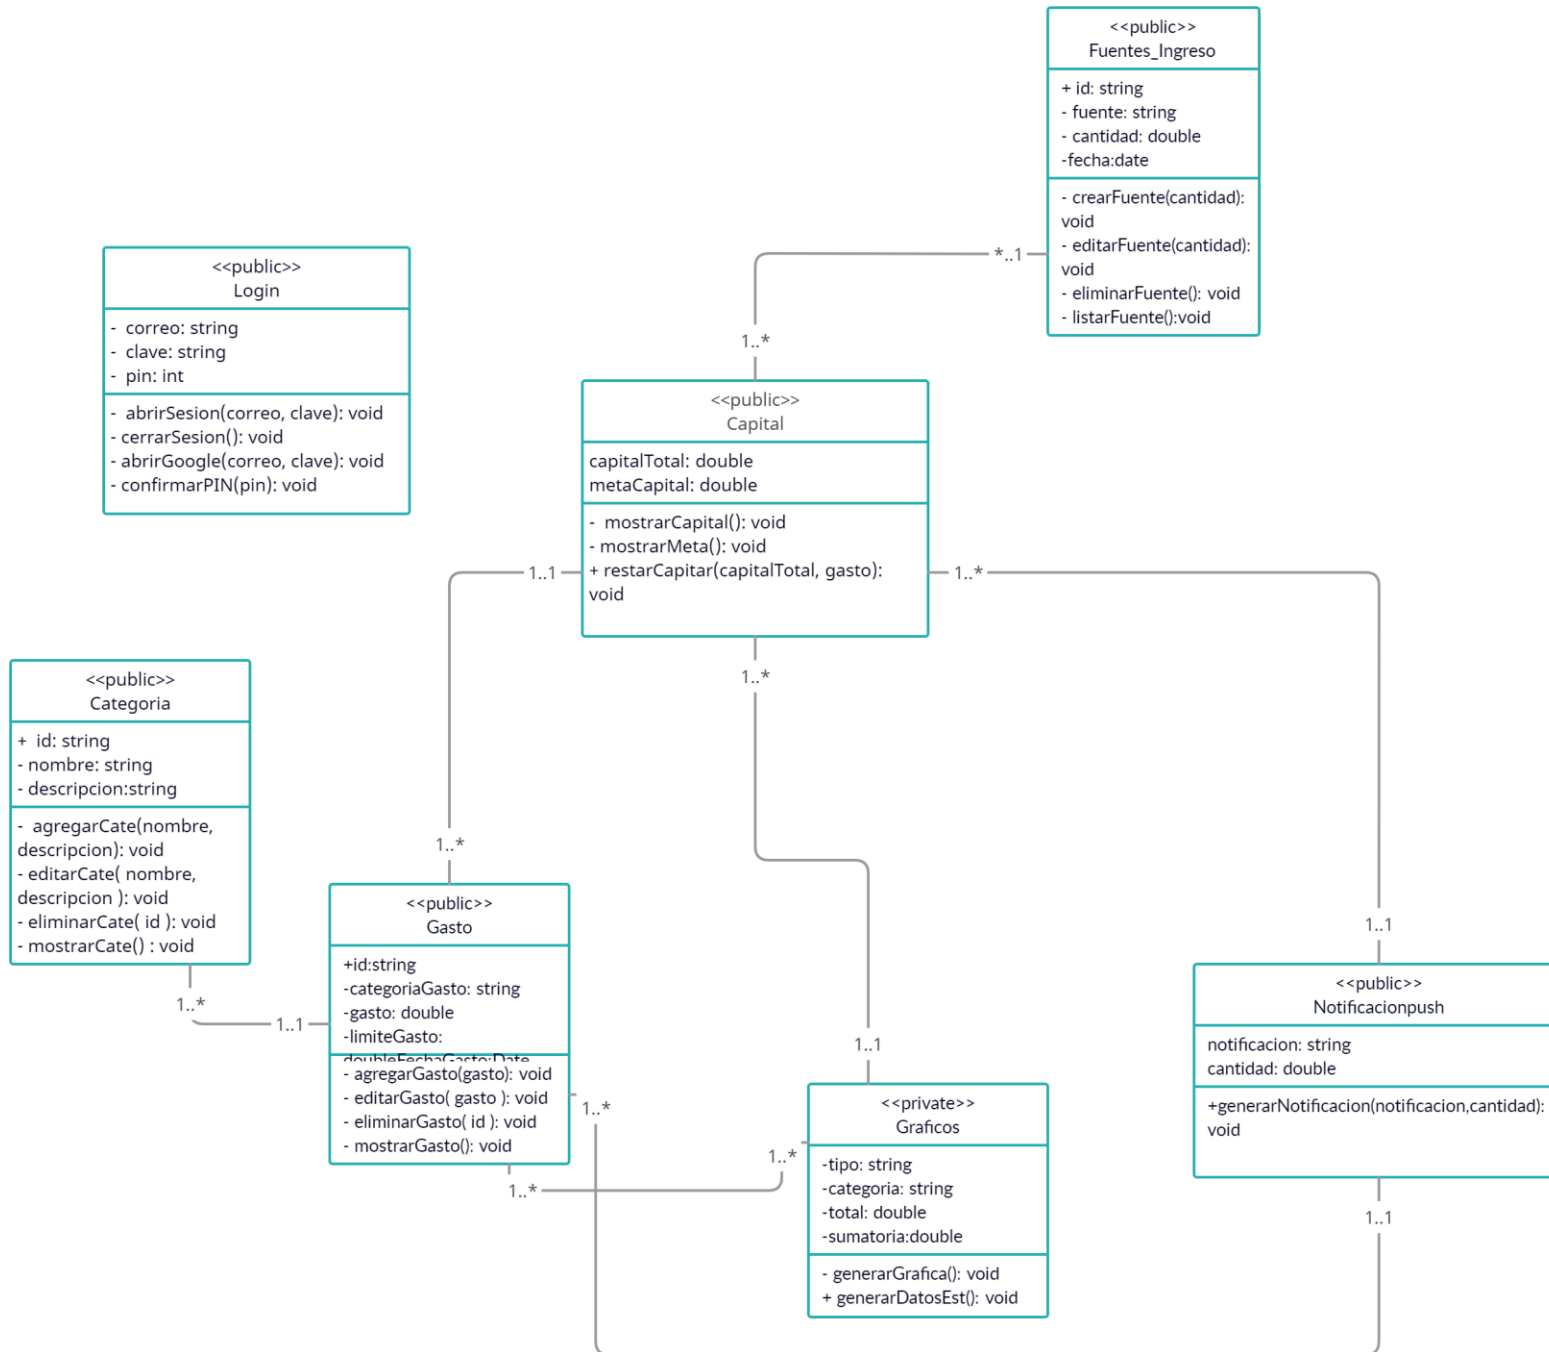 <<public>>
Fuentes_Ingreso
+ id: string
- fuente: string
- cantidad: double
-fecha:date
- crearFuente(cantidad):
void
- editarFuente(cantidad):
void
- eliminarFuente(): void
- listarFuente():void
*..1
1..*
<<public>>
Login
- correo: string
- clave: string
- pin: int
- abrirSesion(correo, clave): void
- cerrarSesion(): void
- abrirGoogle(correo, clave): void
- confirmarPIN(pin): void
<<public>>
Capital
capitalTotal: double
metaCapital: double
- mostrarCapital(): void
- mostrarMeta(): void
+ restarCapitar(capitalTotal, gasto):
void
1..1
1..*
1..*
<<public>>
Categoria
+ id: string
- nombre: string
- descripcion:string
- agregarCate(nombre,
descripcion): void
- editarCate( nombre,
descripcion ): void
- eliminarCate( id ): void
- mostrarCate() : void
1..*
1..1
1..*
<<public>>
Gasto
+id:string
-categoriaGasto: string
-gasto: double
-limiteGasto:
doubleFechaGasto:Date
- agregarGasto(gasto): void
- editarGasto( gasto ): void
- eliminarGasto( id ): void
- mostrarGasto(): void
1..*
1..*
1..*
1..1
<<private>>
Graficos
-tipo: string
-categoria: string
-total: double
-sumatoria:double
- generarGrafica(): void
+ generarDatosEst(): void
1..1
<<public>>
Notificacionpush
notificacion: string
cantidad: double
+generarNotificacion(notificacion,cantidad):
void
1..1